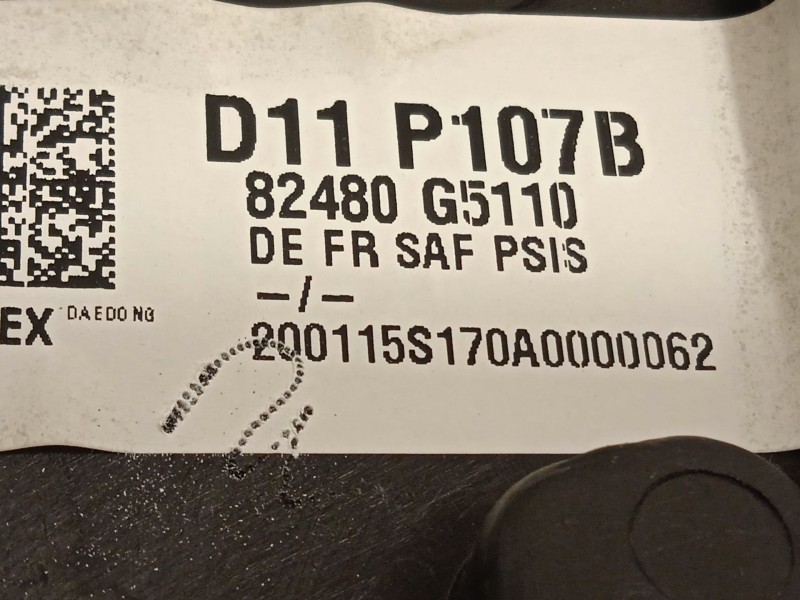 D11 P107B
82480 G5110
DE FR SAF PSIS
-/-
EX DAEDONG
200115S170A0000062